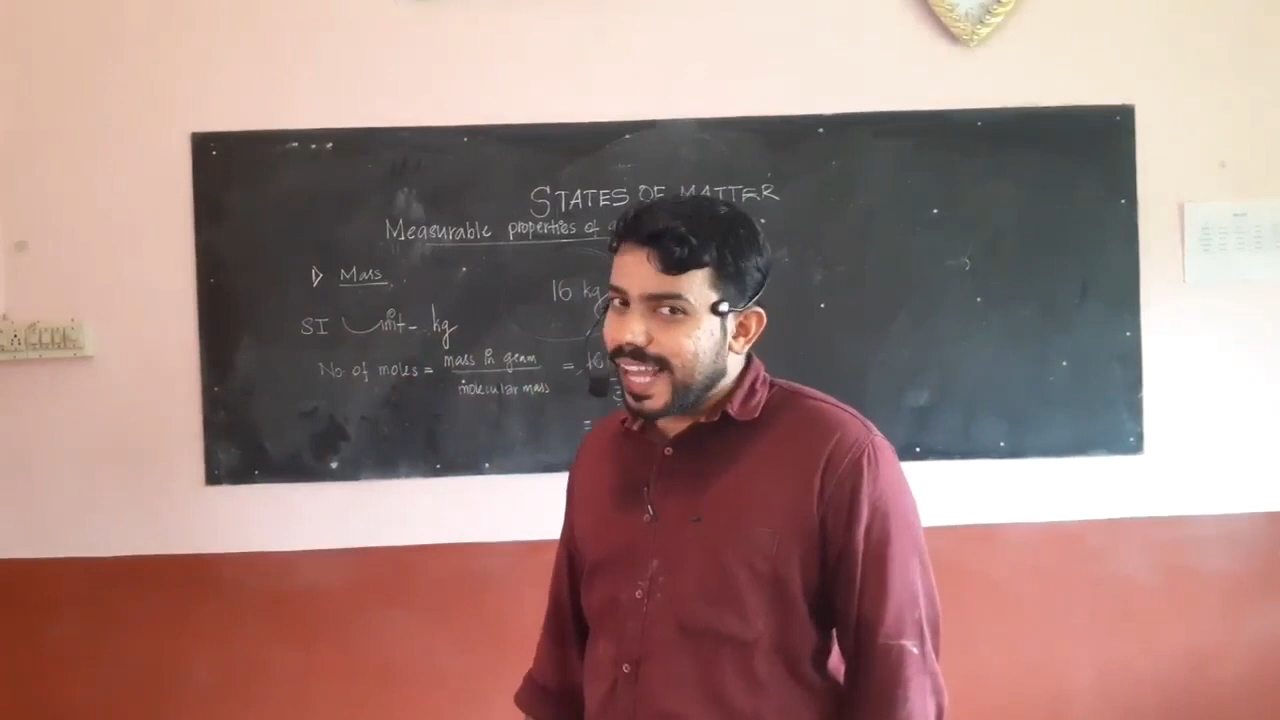 STATES OF MATTER
Measurable properties of
Mass
16 kg
SI unit - kg
No. of moles = mass in gram / molecular mass = 16
=